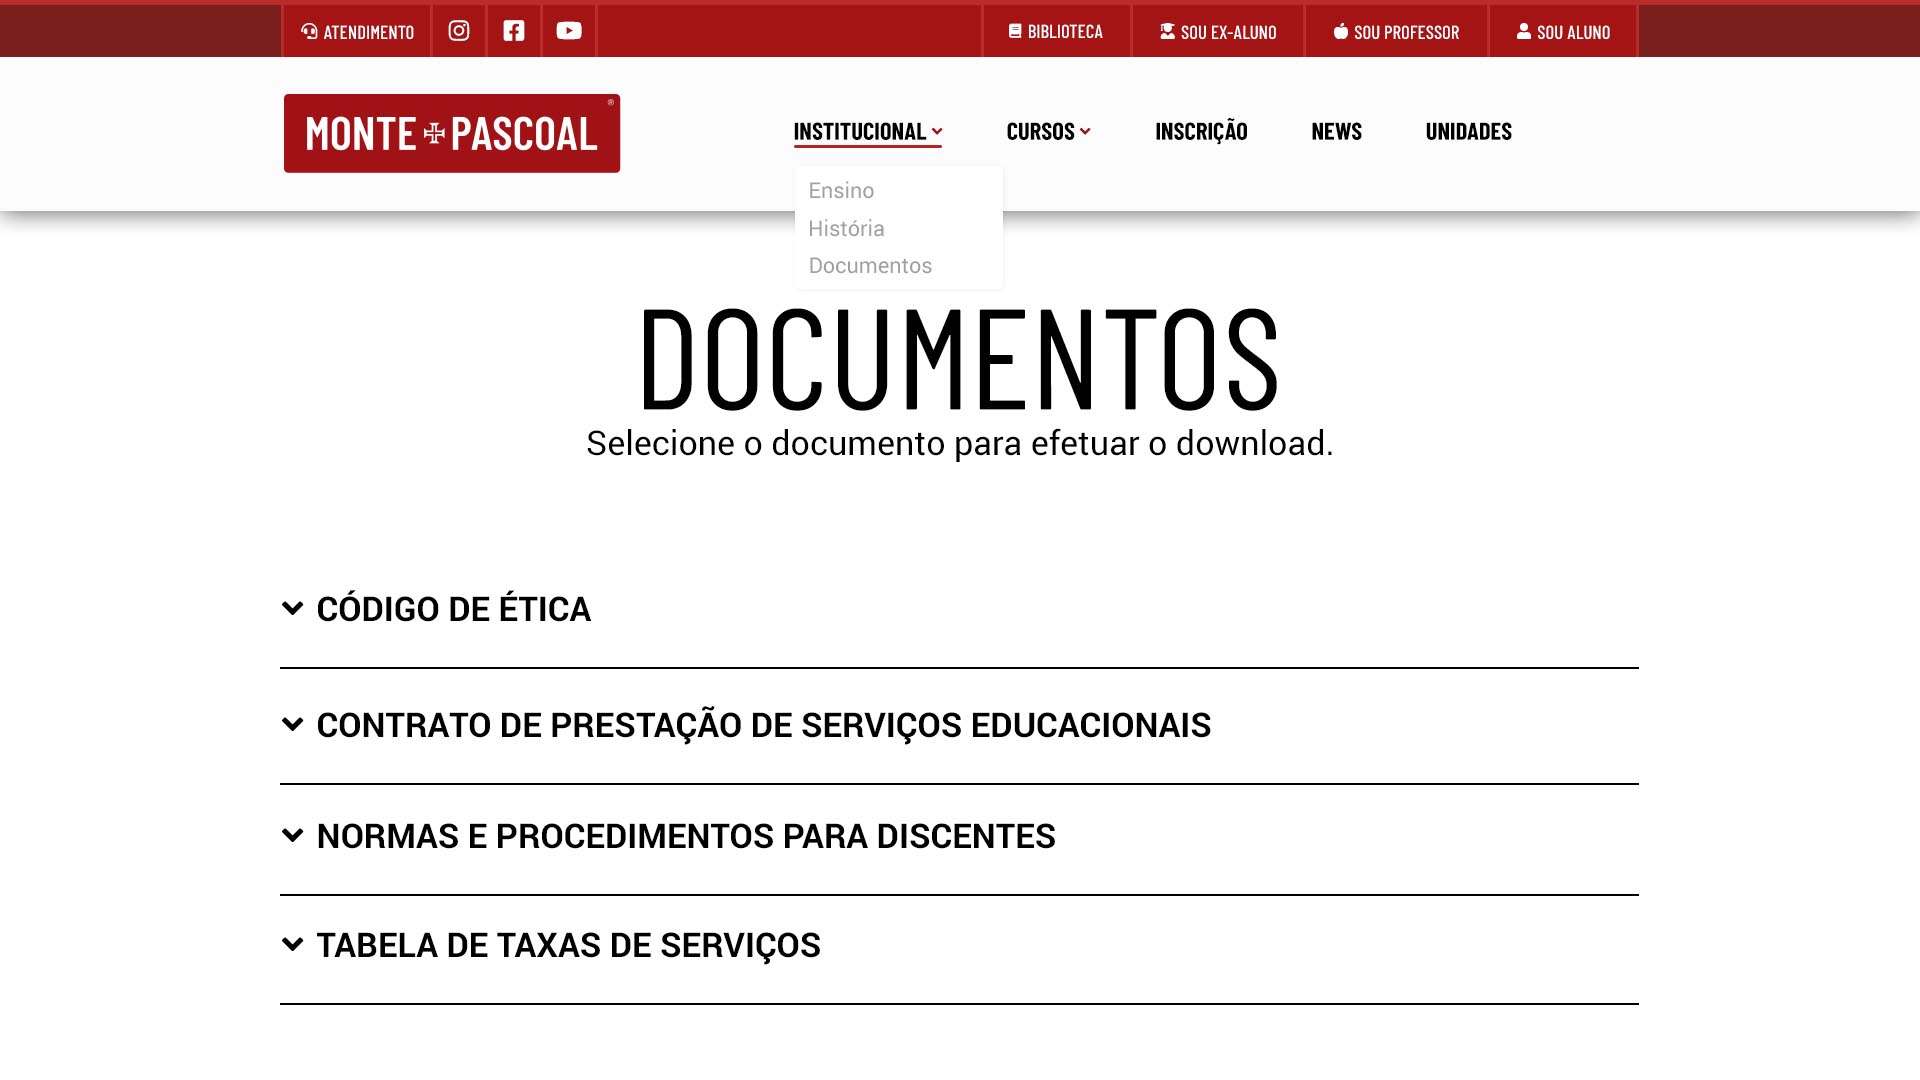 ATENDIMENTO
BIBLIOTECA
SOU EX-ALUNO
SOU PROFESSOR
SOU ALUNO
MONTE PASCOAL ®
INSTITUCIONAL
CURSOS
INSCRIÇÃO
NEWS
UNIDADES
Ensino
História
Documentos
DOCUMENTOS
Selecione o documento para efetuar o download.
CÓDIGO DE ÉTICA
CONTRATO DE PRESTAÇÃO DE SERVIÇOS EDUCACIONAIS
NORMAS E PROCEDIMENTOS PARA DISCENTES
TABELA DE TAXAS DE SERVIÇOS